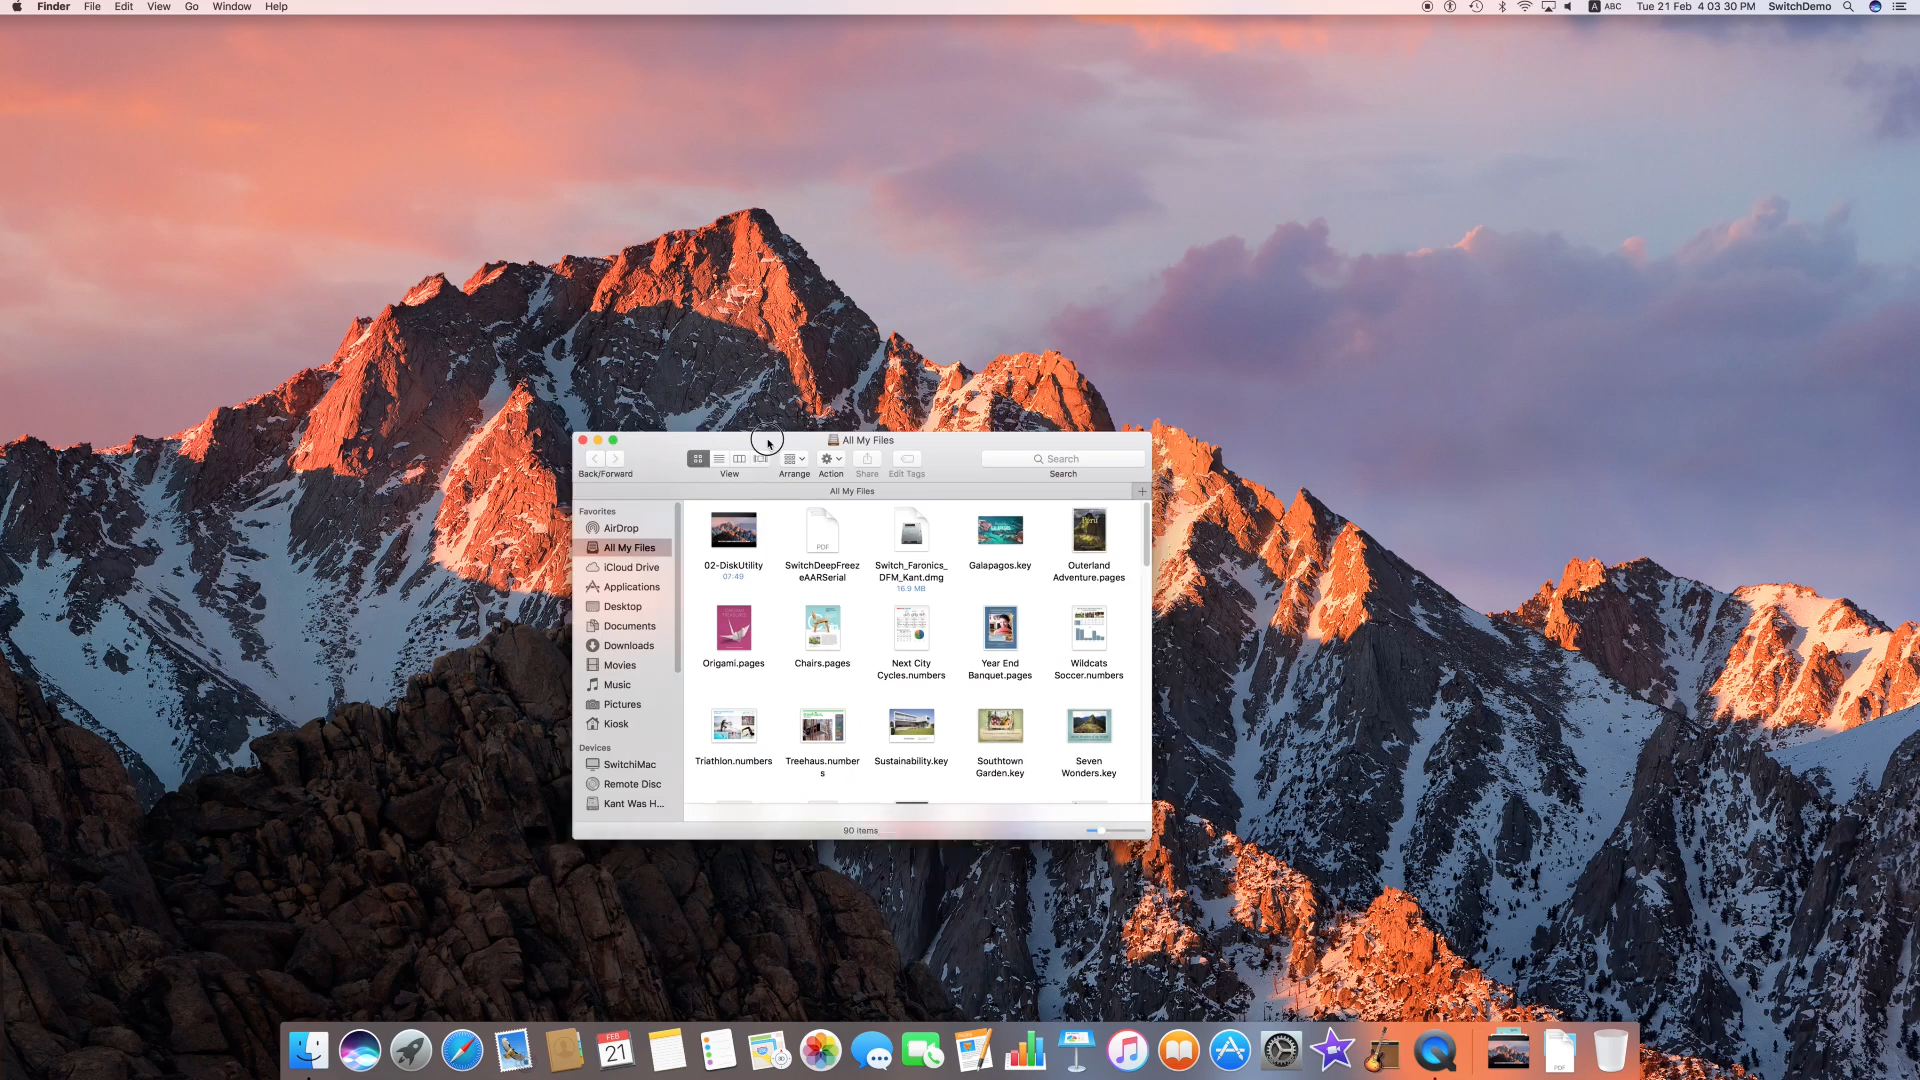 Finder File Edit View Go Window Help
A ABC Tue 21 Feb 4 03 30 PM SwitchDemo
All My Files
Search
Back/Forward View Arrange Action Share Edit Tags Search
All My Files
Favorites
AirDrop
All My Files
iCloud Drive
Applications
Desktop
Documents
Downloads
Movies
Music
Pictures
Kiosk
Devices
SwitchiMac
Remote Disc
Kant Was H...
PDF
Peru
02-DiskUtility
07:49
SwitchDeepFreez
eAARSerial
Switch_Faronics_
DFM_Kant.dmg
16.9 MB
Galapagos.key
Outerland
Adventure.pages
Origami.pages
Chairs.pages
Next City
Cycles.numbers
Year End
Banquet.pages
Wildcats
Soccer.numbers
Triathlon.numbers
Treehaus.number
s
Sustainability.key
Southtown
Garden.key
Seven
Wonders.key
90 items
FEB
21
PDF